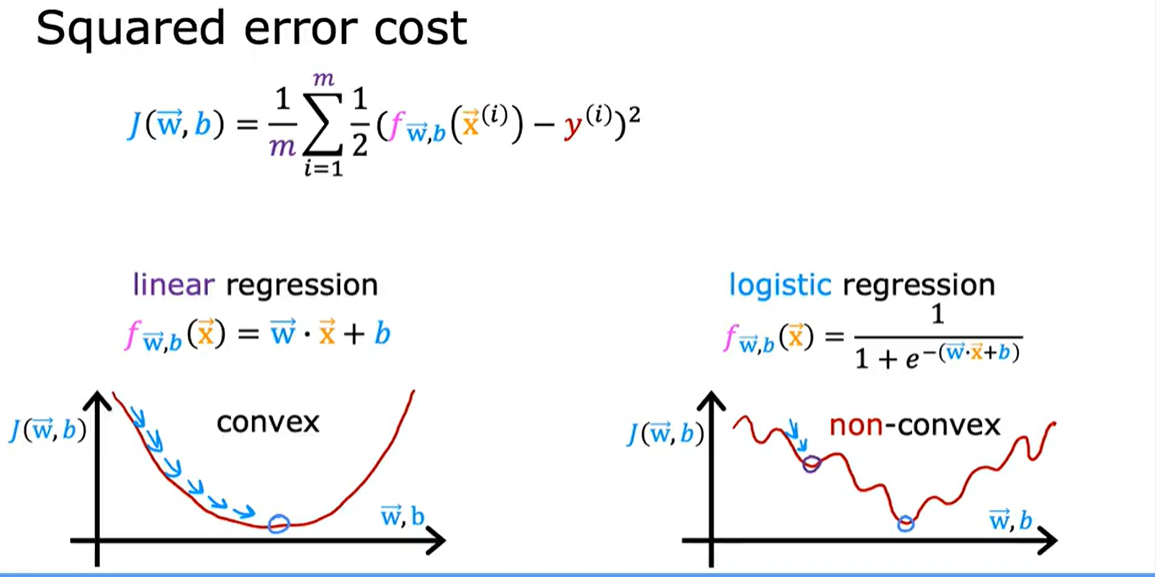 Squared error cost
J(w⃗, b) = 1/m ∑_{i=1}^{m} 1/2 (f_{w⃗,b}(x⃗^{(i)}) − y^{(i)})²
linear regression
f_{w⃗,b}(x⃗) = w⃗ · x⃗ + b
J(w⃗, b)
convex
w⃗, b
logistic regression
f_{w⃗,b}(x⃗) = 1/(1 + e^{−(w⃗·x⃗+b)})
J(w⃗, b)
non-convex
w⃗, b